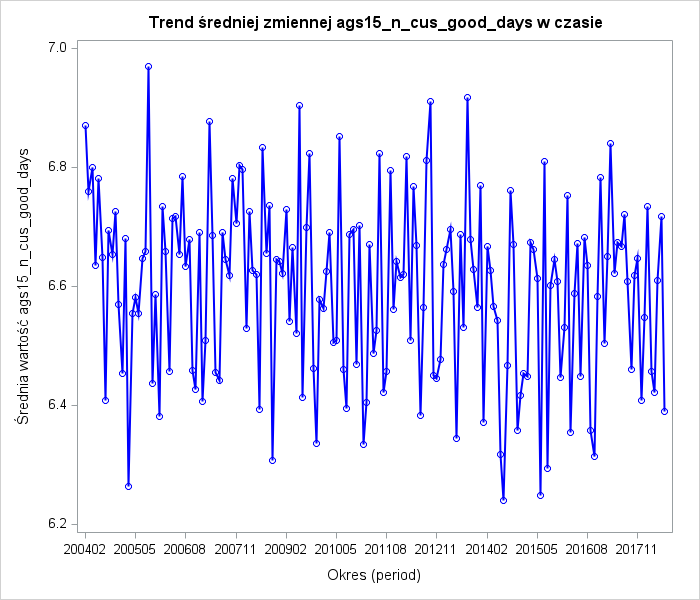 Trend średniej zmiennej ags15_n_cus_good_days w czasie
Średnia wartość ags15_n_cus_good_days
7.0
6.8
6.6
6.4
6.2
200402 200505 200608 200711 200902 201005 201108 201211 201402 201505 201608 201711
Okres (period)